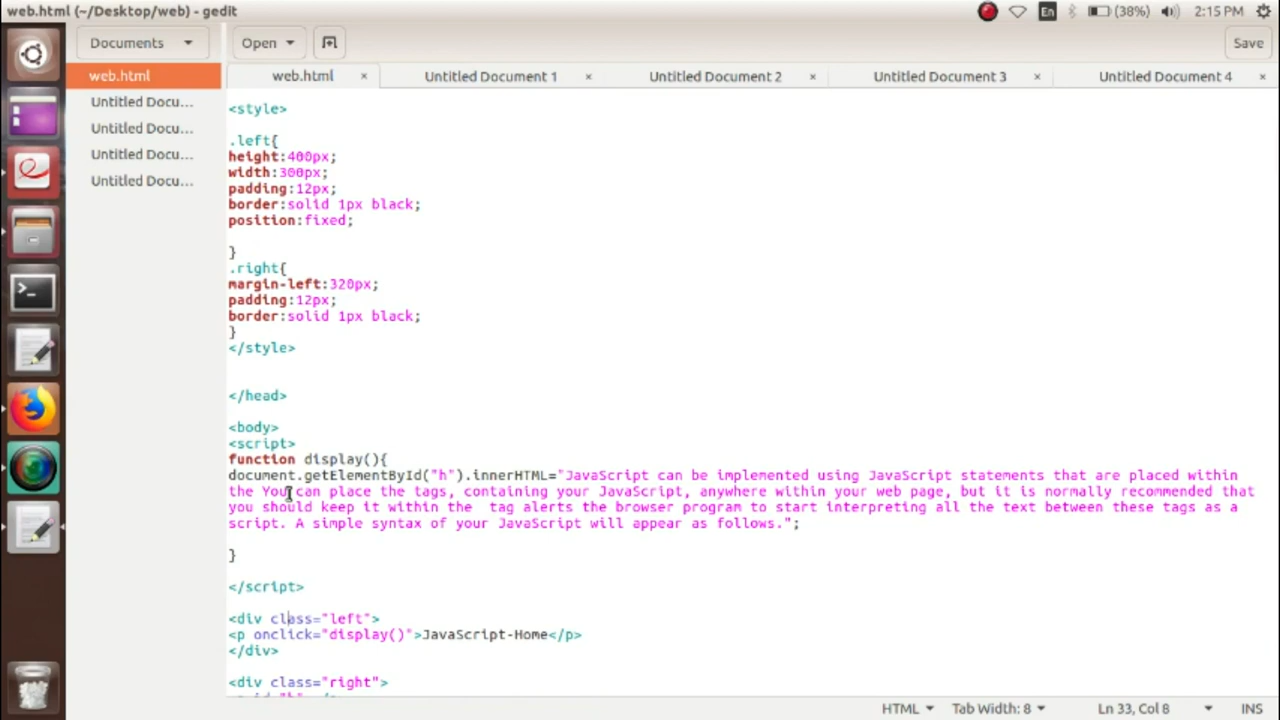 web.html (~/Desktop/web) - gedit
En
(38%)
2:15 PM
Documents
Open
Save
web.html
Untitled Docu...
Untitled Docu...
Untitled Docu...
Untitled Docu...
web.html ×
Untitled Document 1 ×
Untitled Document 2 ×
Untitled Document 3 ×
Untitled Document 4 ×
<style>
.left{
height:400px;
width:300px;
padding:12px;
border:solid 1px black;
position:fixed;
}
.right{
margin-left:320px;
padding:12px;
border:solid 1px black;
}
</style>
</head>
<body>
<script>
function display(){
document.getElementById("h").innerHTML="JavaScript can be implemented using JavaScript statements that are placed within
the You can place the tags, containing your JavaScript, anywhere within your web page, but it is normally recommended that
you should keep it within the  tag alerts the browser program to start interpreting all the text between these tags as a
script. A simple syntax of your JavaScript will appear as follows.";
}
</script>
<div class="left">
<p onclick="display()">JavaScript-Home</p>
</div>
<div class="right">
HTML
Tab Width: 8
Ln 33, Col 8
INS